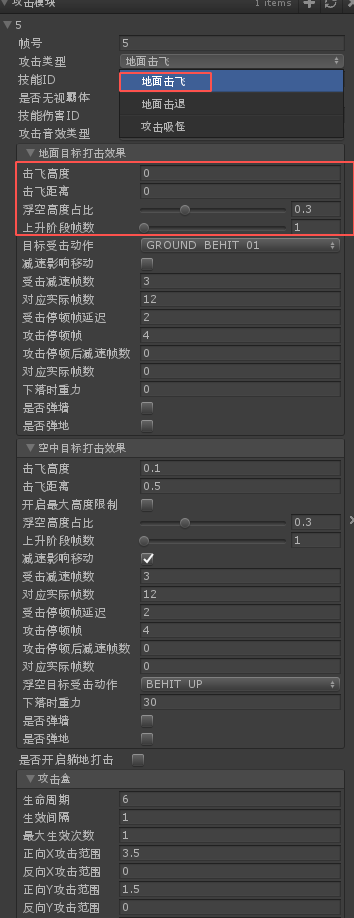 攻击模块 1 items
5
帧号 5
攻击类型 地面击飞
技能ID 地面击飞
是否无视霸体 地面击退
技能伤害ID 攻击吸怪
攻击音效类型
地面目标打击效果
击飞高度 0
击飞距离 0
浮空高度占比 0.3
上升阶段帧数 1
目标受击动作 GROUND_BEHIT_01
减速影响移动
受击减速帧数 3
对应实际帧数 12
受击停顿帧延迟 2
攻击停顿帧 4
攻击停顿后减速帧数 0
对应实际帧数 0
下落时重力 0
是否弹墙
是否弹地
空中目标打击效果
击飞高度 0.1
击飞距离 0.5
开启最大高度限制
浮空高度占比 0.3
上升阶段帧数 1
减速影响移动
受击减速帧数 3
对应实际帧数 12
受击停顿帧延迟 2
攻击停顿帧 4
攻击停顿后减速帧数 0
对应实际帧数 0
浮空目标受击动作 BEHIT_UP
下落时重力 30
是否弹墙
是否弹地
是否开启躺地打击
攻击盒
生命周期 6
生效间隔 1
最大生效次数 1
正向X攻击范围 3.5
反向X攻击范围 0
正向Y攻击范围 1.5
反向Y攻击范围 0